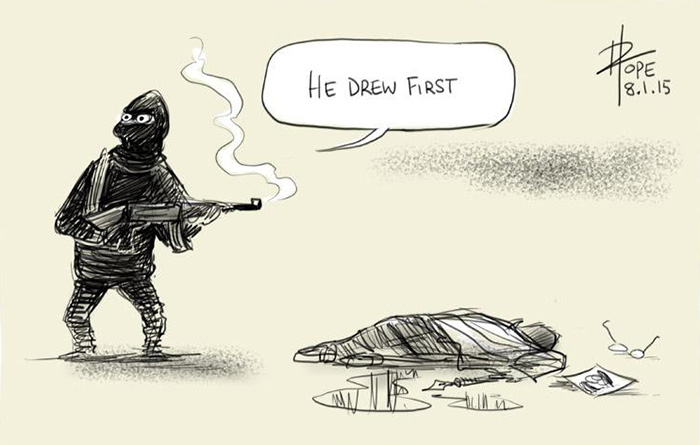 HE DREW FIRST
POPE
8.1.15